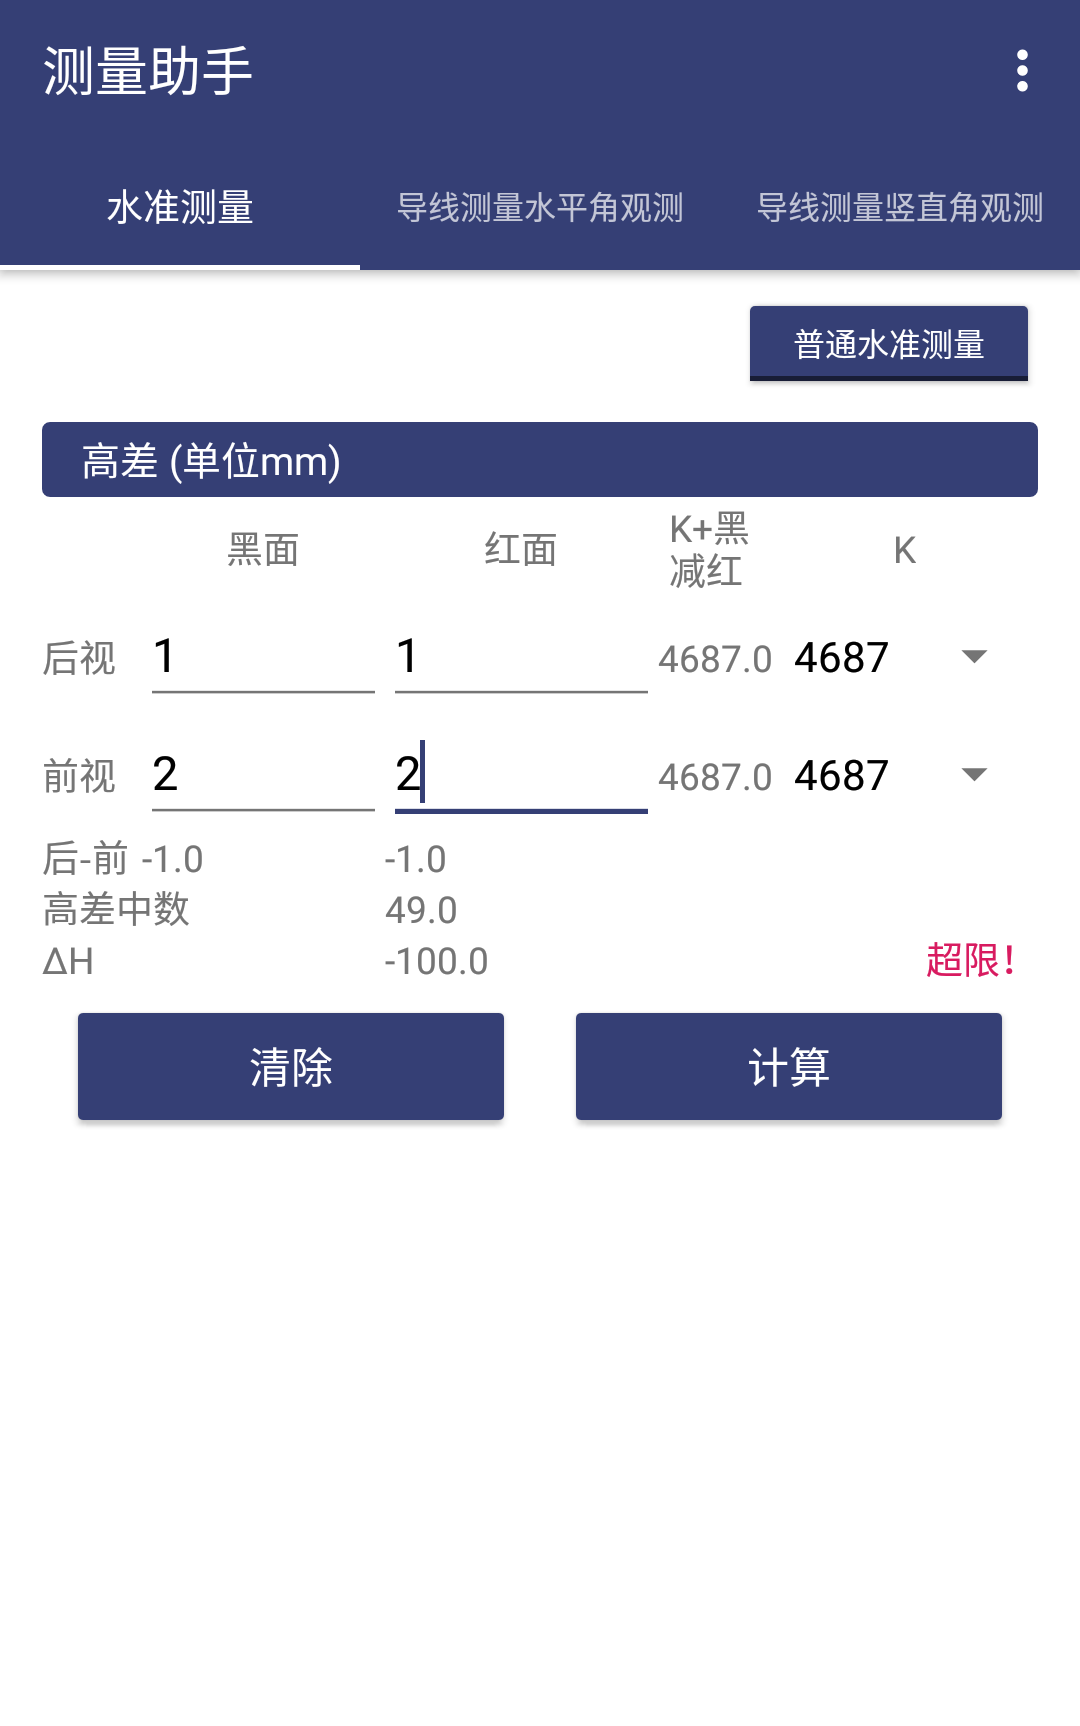 测量助手
水准测量 导线测量水平角观测 导线测量竖直角观测
普通水准测量
高差 (单位mm)
黑面 红面 K+黑减红 K
后视 1 1 4687.0 4687
前视 2 2 4687.0 4687
后-前 -1.0 -1.0
高差中数 49.0
ΔH -100.0 超限!
清除 计算